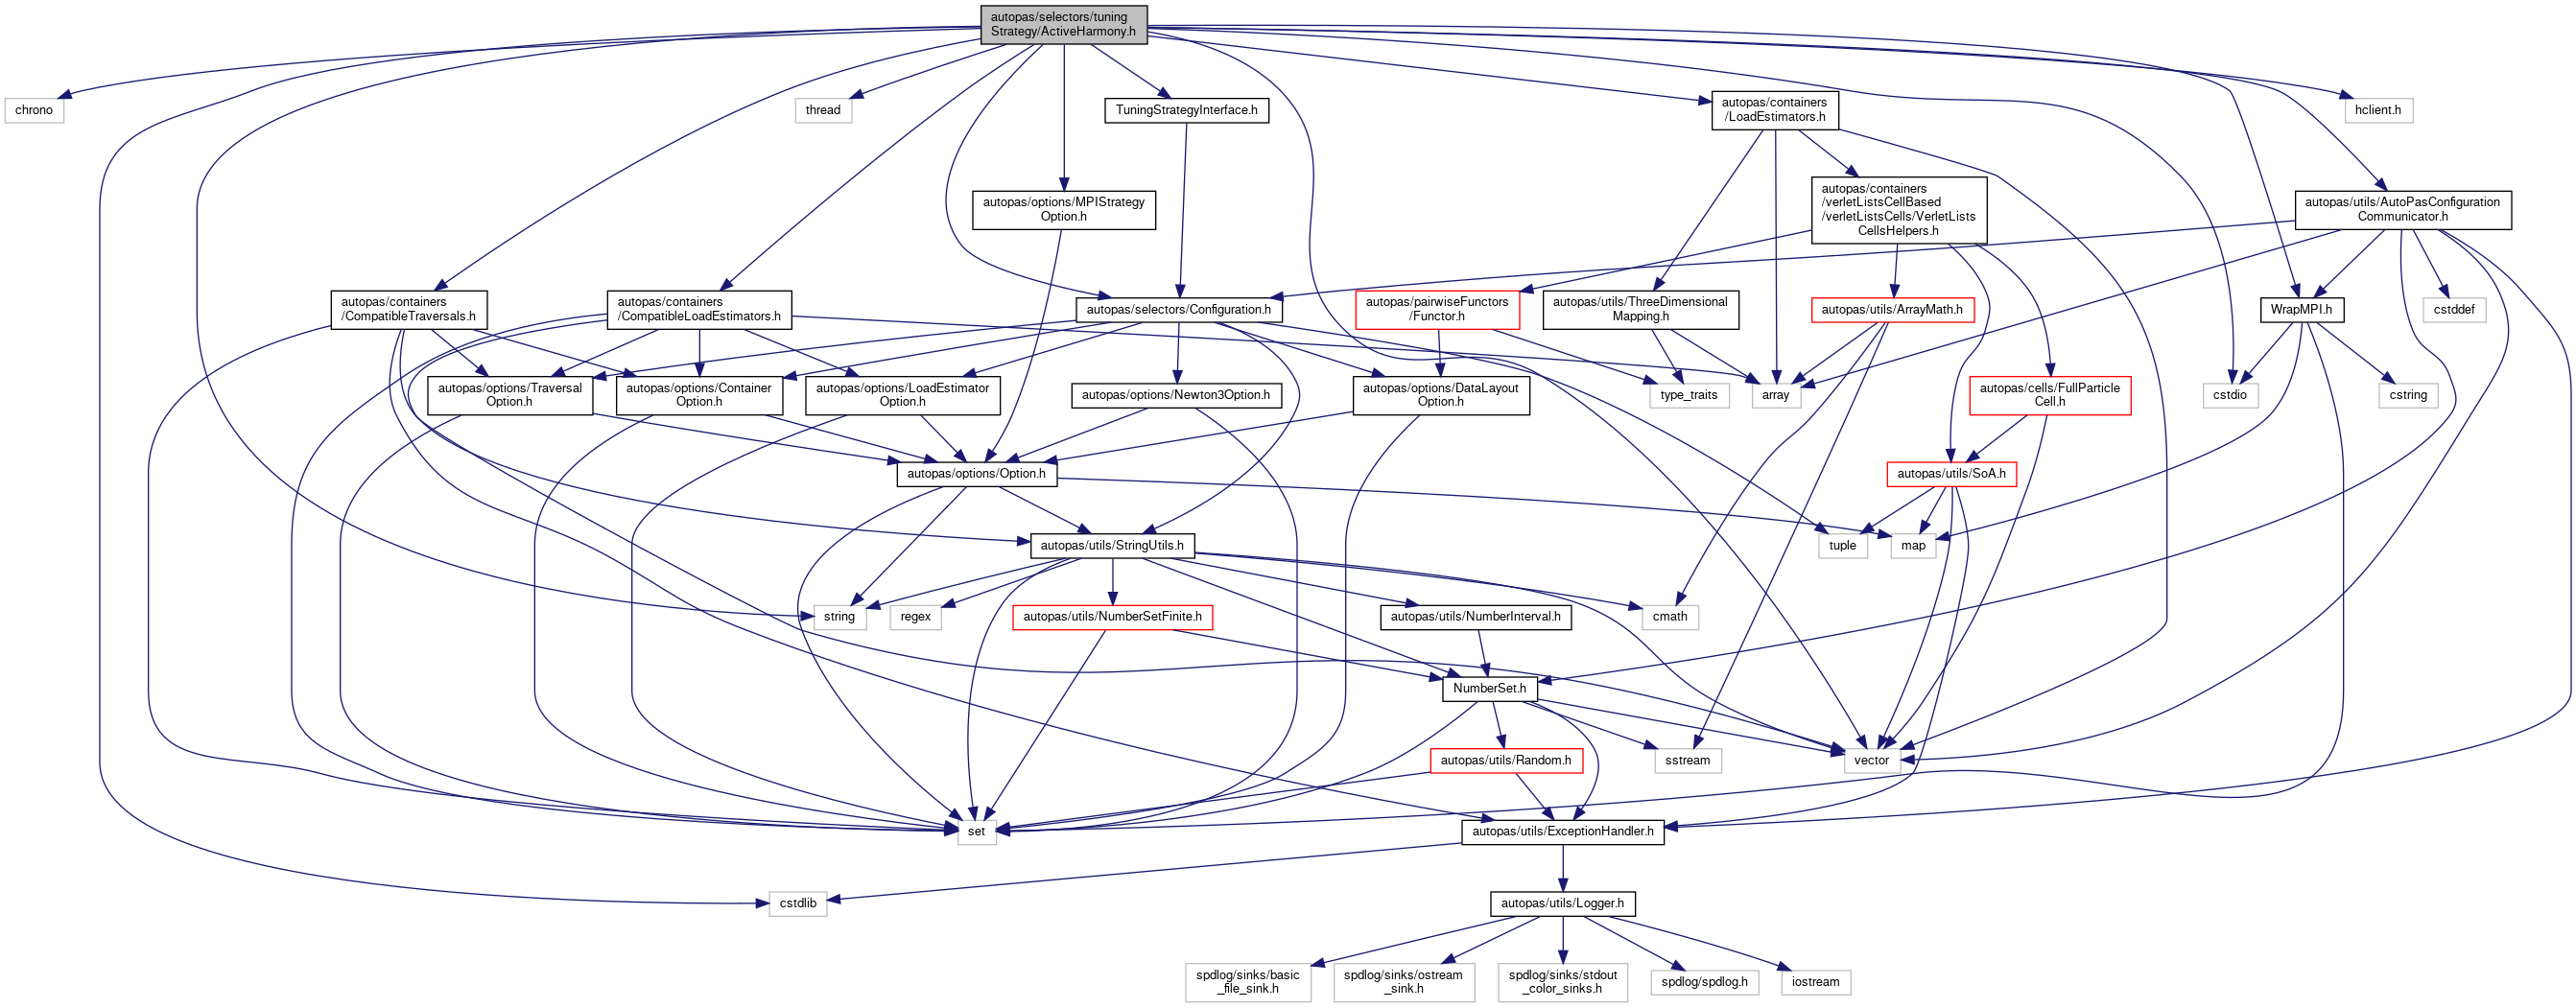 autopas/selectors/tuning
Strategy/ActiveHarmony.h
chrono
thread
TuningStrategyInterface.h
autopas/containers
/LoadEstimators.h
hclient.h
autopas/options/MPIStrategy
Option.h
autopas/containers
/verletListsCellBased
/verletListsCells/VerletLists
CellsHelpers.h
autopas/utils/AutoPasConfiguration
Communicator.h
autopas/containers
/CompatibleTraversals.h
autopas/containers
/CompatibleLoadEstimators.h
autopas/selectors/Configuration.h
autopas/pairwiseFunctors
/Functor.h
autopas/utils/ThreeDimensional
Mapping.h
autopas/utils/ArrayMath.h
WrapMPI.h
cstddef
autopas/options/Traversal
Option.h
autopas/options/Container
Option.h
autopas/options/LoadEstimator
Option.h
autopas/options/Newton3Option.h
autopas/options/DataLayout
Option.h
type_traits
array
autopas/cells/FullParticle
Cell.h
cstdio
cstring
autopas/options/Option.h
autopas/utils/SoA.h
autopas/utils/StringUtils.h
tuple
map
string
regex
autopas/utils/NumberSetFinite.h
autopas/utils/NumberInterval.h
cmath
NumberSet.h
autopas/utils/Random.h
sstream
vector
set
autopas/utils/ExceptionHandler.h
cstdlib
autopas/utils/Logger.h
spdlog/sinks/basic
_file_sink.h
spdlog/sinks/ostream
_sink.h
spdlog/sinks/stdout
_color_sinks.h
spdlog/spdlog.h
iostream